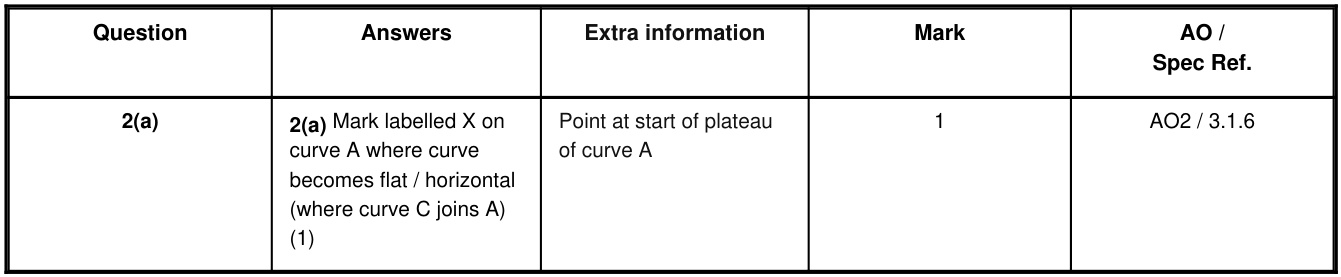 Question Answers Extra information Mark AO /
Spec Ref.
2(a) 2(a) Mark labelled X on Point at start of plateau 1 AO2 / 3.1.6
curve A where curve of curve A
becomes flat / horizontal
(where curve C joins A)
(1)